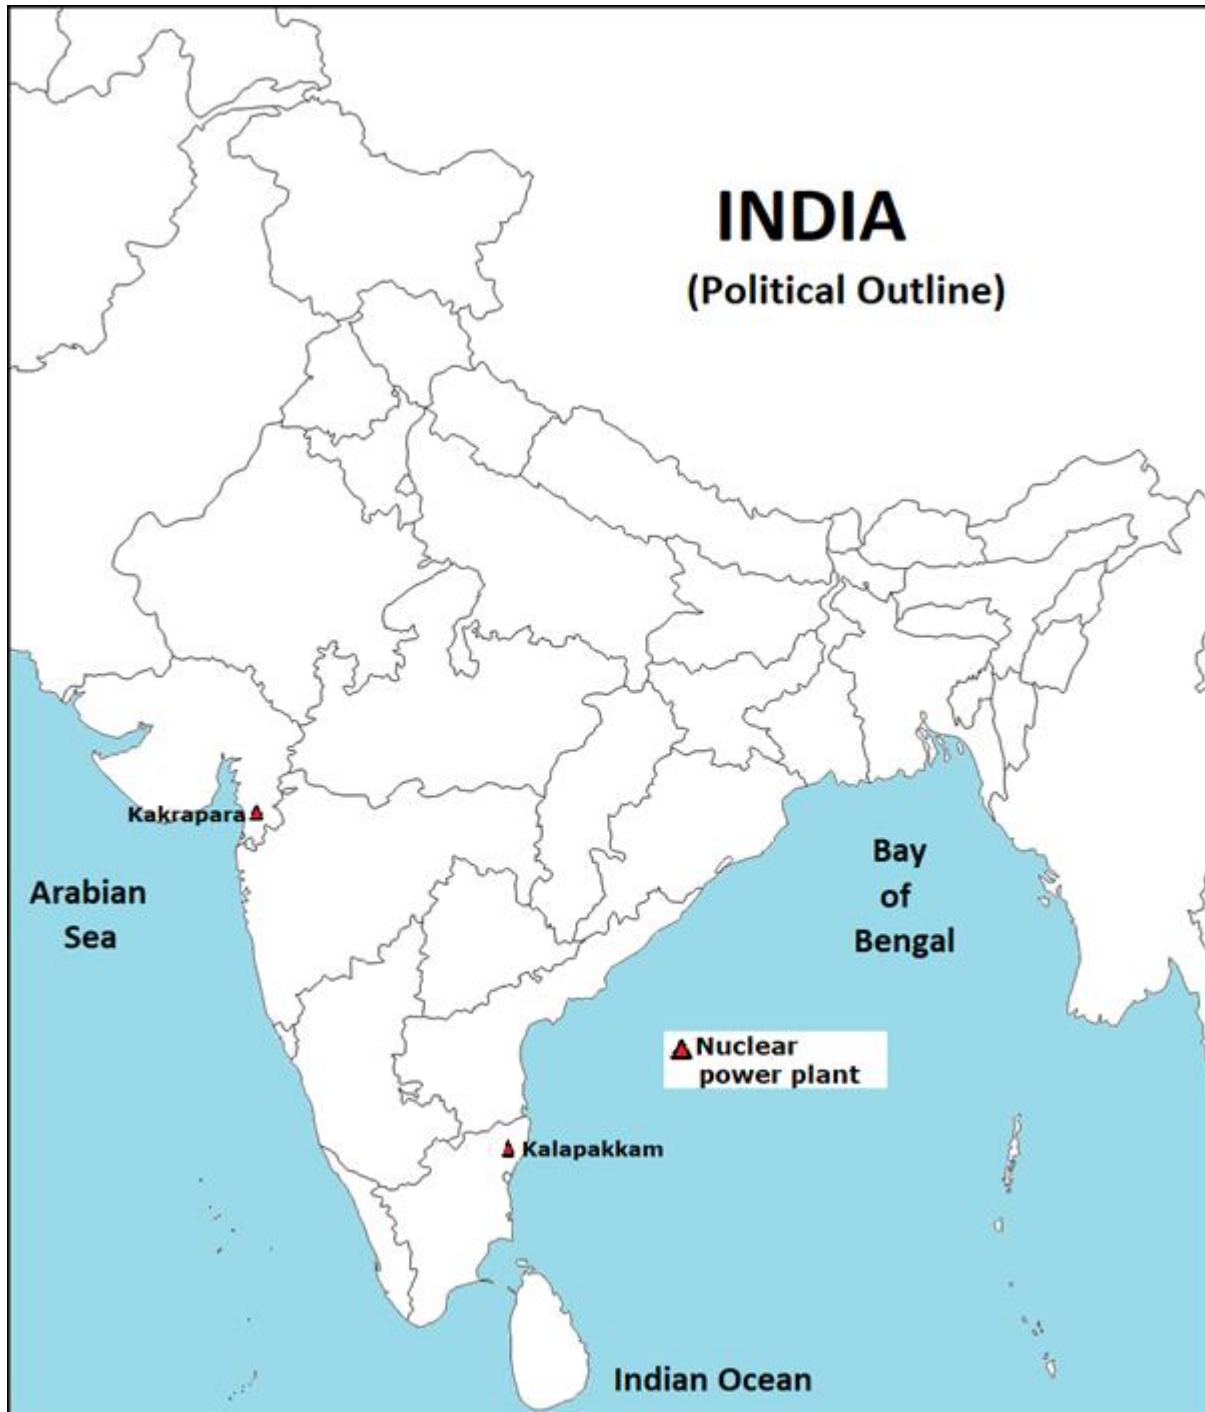 INDIA
(Political Outline)
Kakrapara
Arabian
Sea
Bay
of
Bengal
Nuclear
power plant
Kalapakkam
Indian Ocean